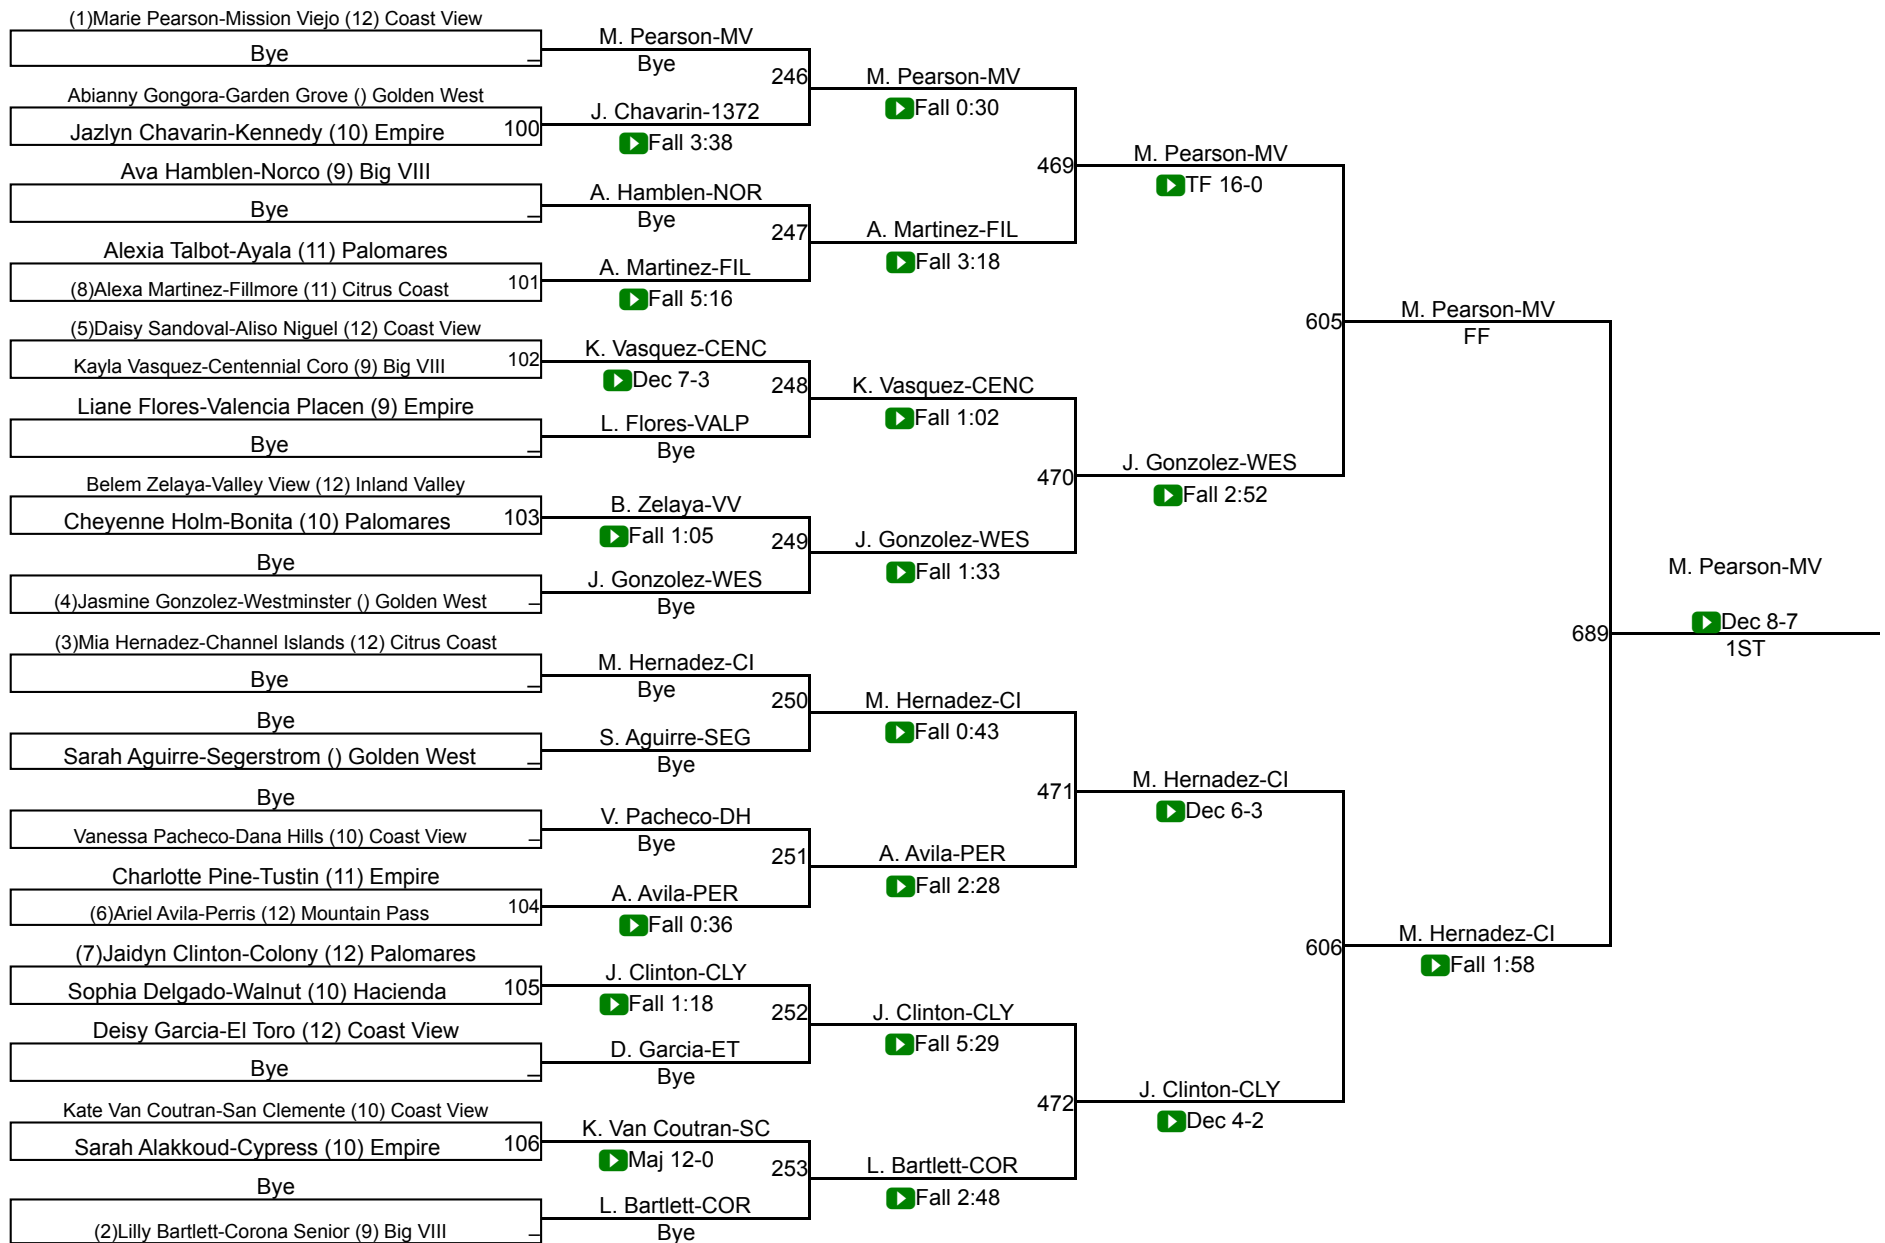 (1)Marie Pearson-Mission Viejo (12) Coast View
Bye
Abianny Gongora-Garden Grove () Golden West
Jazlyn Chavarin-Kennedy (10) Empire 100
Ava Hamblen-Norco (9) Big VIII
Bye
Alexia Talbot-Ayala (11) Palomares
(8)Alexa Martinez-Fillmore (11) Citrus Coast 101
(5)Daisy Sandoval-Aliso Niguel (12) Coast View
Kayla Vasquez-Centennial Coro (9) Big VIII 102
Liane Flores-Valencia Placen (9) Empire
Bye
Belem Zelaya-Valley View (12) Inland Valley
Cheyenne Holm-Bonita (10) Palomares 103
Bye
(4)Jasmine Gonzolez-Westminster () Golden West
(3)Mia Hernadez-Channel Islands (12) Citrus Coast
Bye
Bye
Sarah Aguirre-Segerstrom () Golden West
Bye
Vanessa Pacheco-Dana Hills (10) Coast View
Charlotte Pine-Tustin (11) Empire
(6)Ariel Avila-Perris (12) Mountain Pass 104
(7)Jaidyn Clinton-Colony (12) Palomares
Sophia Delgado-Walnut (10) Hacienda 105
Deisy Garcia-El Toro (12) Coast View
Bye
Kate Van Coutran-San Clemente (10) Coast View
Sarah Alakkoud-Cypress (10) Empire 106
Bye
(2)Lilly Bartlett-Corona Senior (9) Big VIII
M. Pearson-MV
Bye
246
J. Chavarin-1372
Fall 3:38
A. Hamblen-NOR
Bye
247
A. Martinez-FIL
Fall 5:16
K. Vasquez-CENC
Dec 7-3
248
L. Flores-VALP
Bye
B. Zelaya-VV
Fall 1:05
249
J. Gonzolez-WES
Bye
M. Hernadez-CI
Bye
250
S. Aguirre-SEG
Bye
V. Pacheco-DH
Bye
251
A. Avila-PER
Fall 0:36
J. Clinton-CLY
Fall 1:18
252
D. Garcia-ET
Bye
K. Van Coutran-SC
Maj 12-0
253
L. Bartlett-COR
Bye
M. Pearson-MV
Fall 0:30
469
A. Martinez-FIL
Fall 3:18
K. Vasquez-CENC
Fall 1:02
470
J. Gonzolez-WES
Fall 1:33
M. Hernadez-CI
Fall 0:43
471
A. Avila-PER
Fall 2:28
J. Clinton-CLY
Fall 5:29
472
L. Bartlett-COR
Fall 2:48
M. Pearson-MV
TF 16-0
605
J. Gonzolez-WES
Fall 2:52
M. Hernadez-CI
Dec 6-3
606
J. Clinton-CLY
Dec 4-2
M. Pearson-MV
FF
689
M. Hernadez-CI
Fall 1:58
M. Pearson-MV
Dec 8-7
1ST